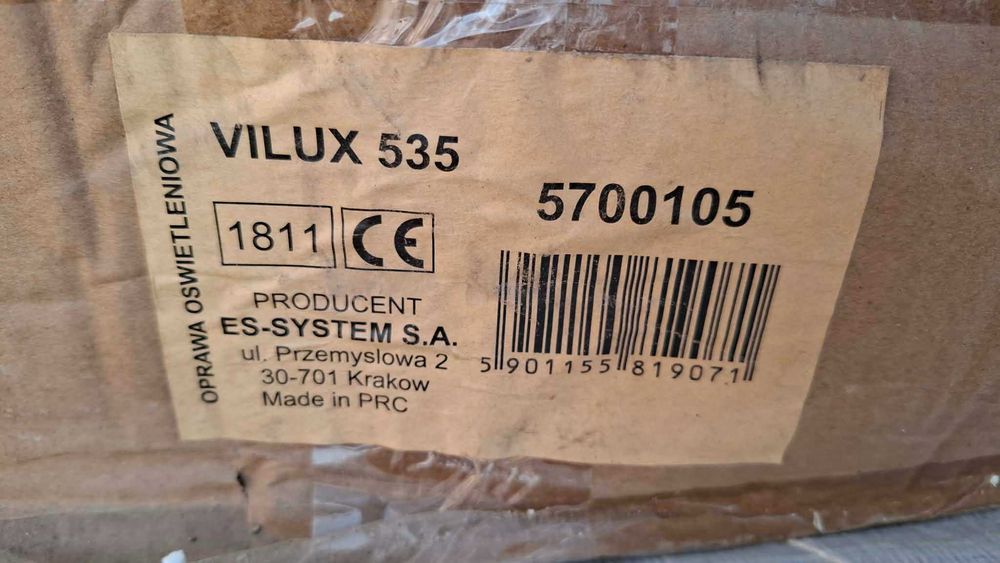 OPRAWA OSWIETLENIOWA
VILUX 535
5700105
1811 CE
PRODUCENT
ES-SYSTEM S.A.
ul. Przemyslowa 2
30-701 Krakow
Made in PRC
5 901155 819071